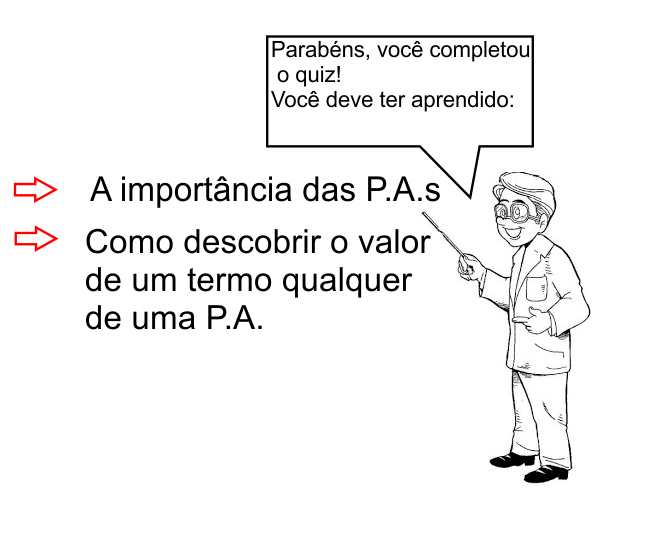 Parabéns, você completou
o quiz!
Você deve ter aprendido:
A importância das P.A.s
Como descobrir o valor
de um termo qualquer
de uma P.A.